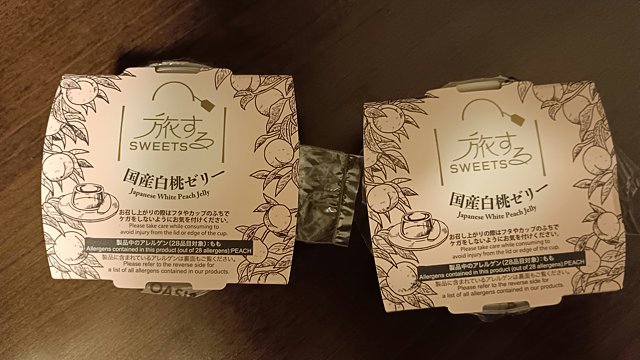 旅する
SWEETS
国産白桃ゼリー
Japanese White Peach Jelly
お召し上がりの際はフタやカップのふちで
ケガをしないようにお気を付けください。
Please take care while consuming to
avoid injury from the lid or edge of the cup.
製品中のアレルゲン(28品目対象):もも
Allergens contained in this product (out of 28 allergens):PEACH
製品に含まれているアレルゲンは裏面もご覧ください。
Please refer to the reverse side for
a list of all allergens contained in our products.
旅する
SWEETS
国産白桃ゼリー
Japanese White Peach Jelly
お召し上がりの際はフタやカップのふちで
ケガをしないようにお気を付けください。
Please take care while consuming to
avoid injury from the lid or edge of the cup.
製品中のアレルゲン(28品目対象):もも
Allergens contained in this product (out of 28 allergens):PEACH
製品に含まれているアレルゲンは裏面もご覧ください。
Please refer to the reverse side for
a list of all allergens contained in our products.